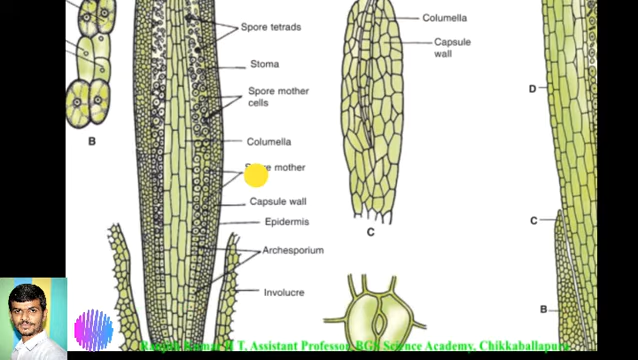 Spore tetrads
Stoma
Spore mother
cells
Columella
mother
Capsule wall
Epidermis
Archesporium
Involucre
B
Columella
Capsule
wall
C
D
C
B
Kumar H T, Assistant Professor, BGS Science Academy, Chikkaballapura